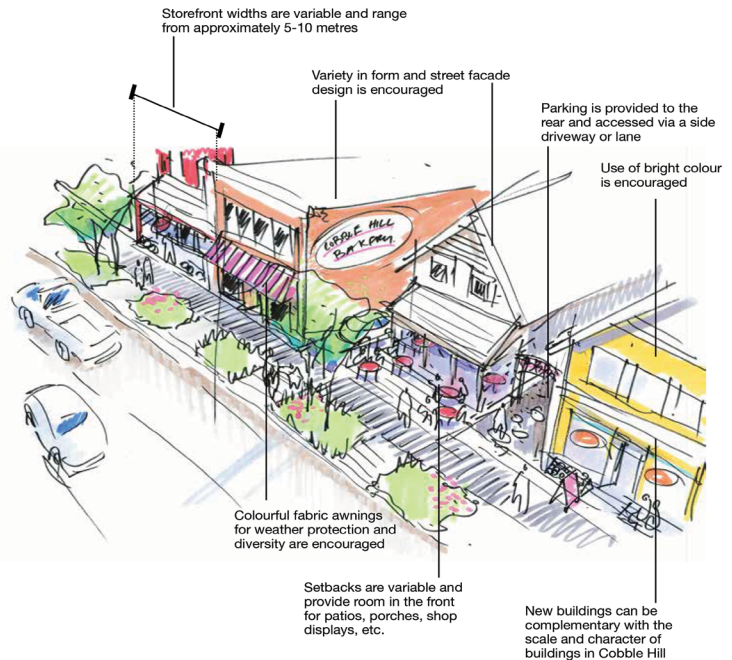 Storefront widths are variable and range
from approximately 5-10 metres
Variety in form and street facade
design is encouraged
Parking is provided to the
rear and accessed via a side
driveway or lane
Use of bright colour
is encouraged
COBBLE HILL
BAKERY
Colourful fabric awnings
for weather protection and
diversity are encouraged
Setbacks are variable and
provide room in the front
for patios, porches, shop
displays, etc.
New buildings can be
complementary with the
scale and character of
buildings in Cobble Hill